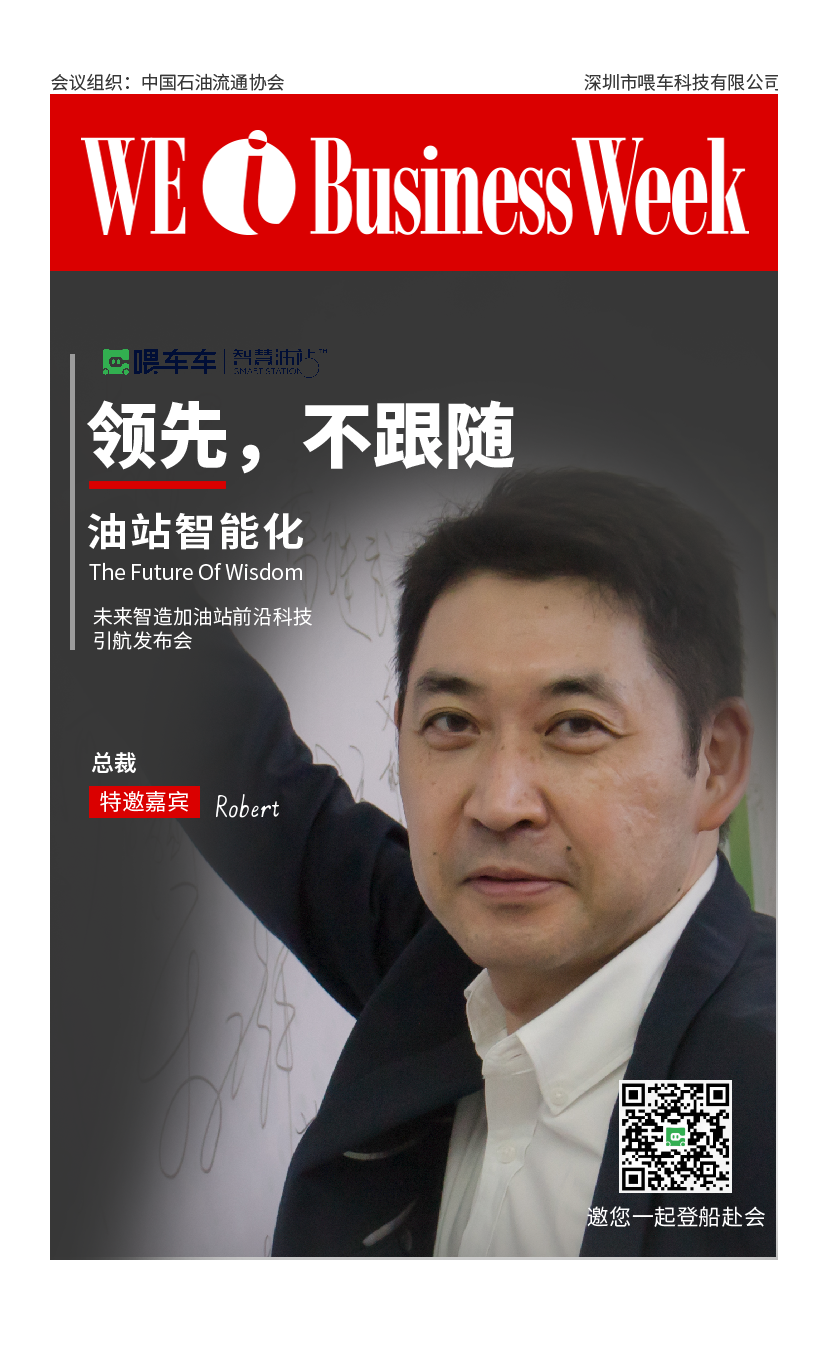 会议组织：中国石油流通协会
深圳市喂车科技有限公司
WE i BusinessWeek
喂车车 智慧油站™
SMART STATION
领先，不跟随
油站智能化
The Future Of Wisdom
未来智造加油站前沿科技
引航发布会
总裁
特邀嘉宾 Robert
邀您一起登船赴会